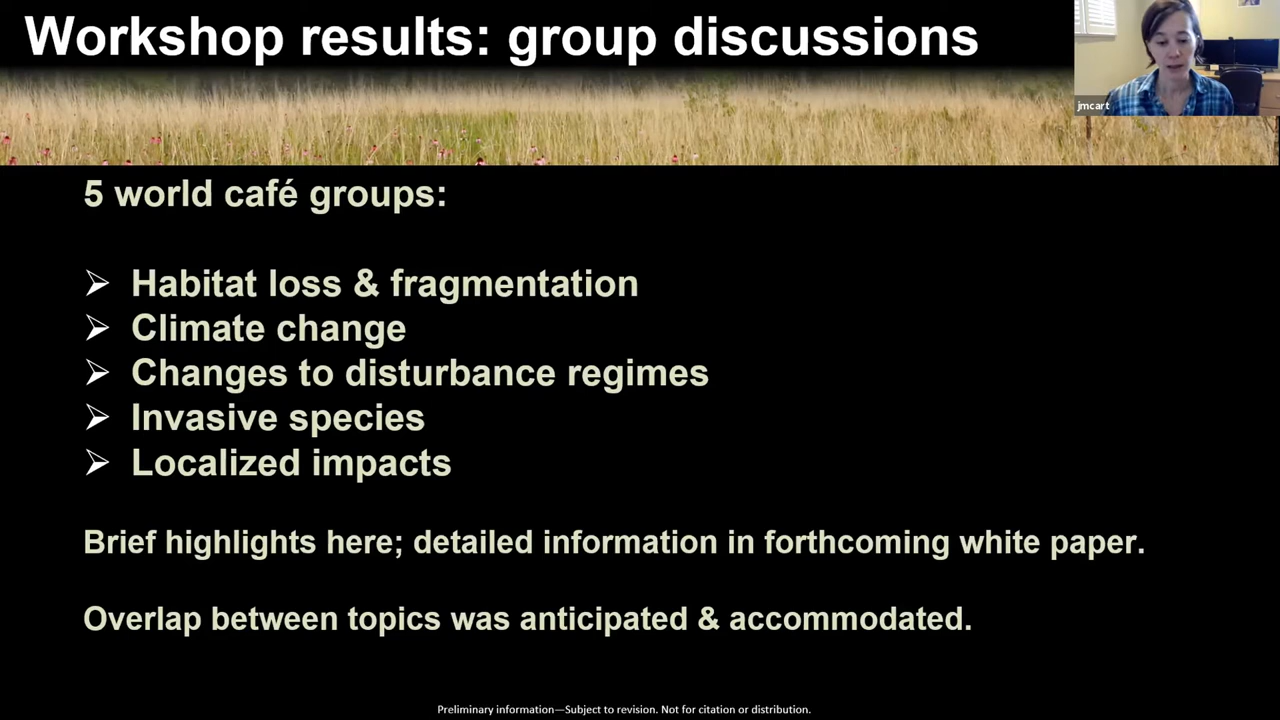 Workshop results: group discussions
jmcart
5 world café groups:
➢ Habitat loss & fragmentation
➢ Climate change
➢ Changes to disturbance regimes
➢ Invasive species
➢ Localized impacts
Brief highlights here; detailed information in forthcoming white paper.
Overlap between topics was anticipated & accommodated.
Preliminary information—Subject to revision. Not for citation or distribution.